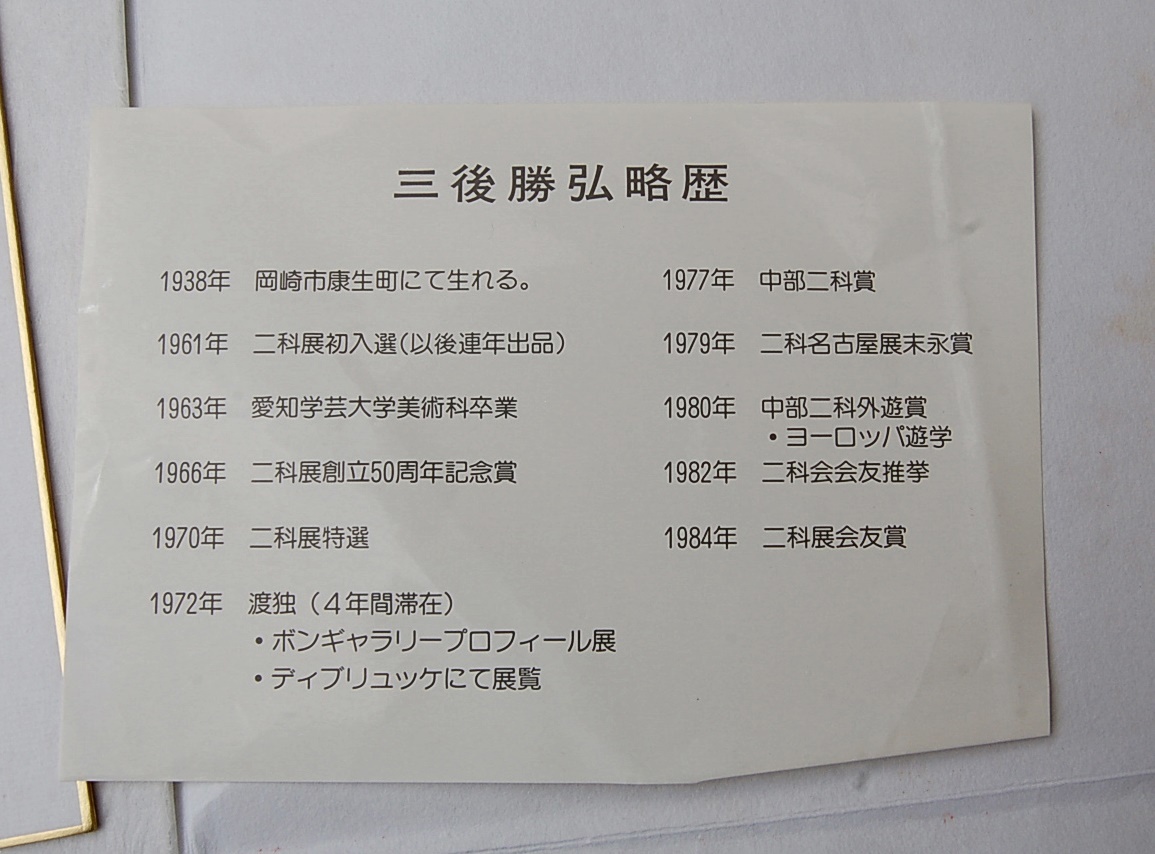 三後勝弘略歴
1938年 岡崎市康生町にて生れる。
1961年 二科展初入選(以後連年出品)
1963年 愛知学芸大学美術科卒業
1966年 二科展創立50周年記念賞
1970年 二科展特選
1972年 渡独（4年間滞在）
・ボンギャラリープロフィール展
・ディブリュッケにて展覧
1977年 中部二科賞
1979年 二科名古屋展末永賞
1980年 中部二科外遊賞
・ヨーロッパ遊学
1982年 二科会会友推挙
1984年 二科展会友賞